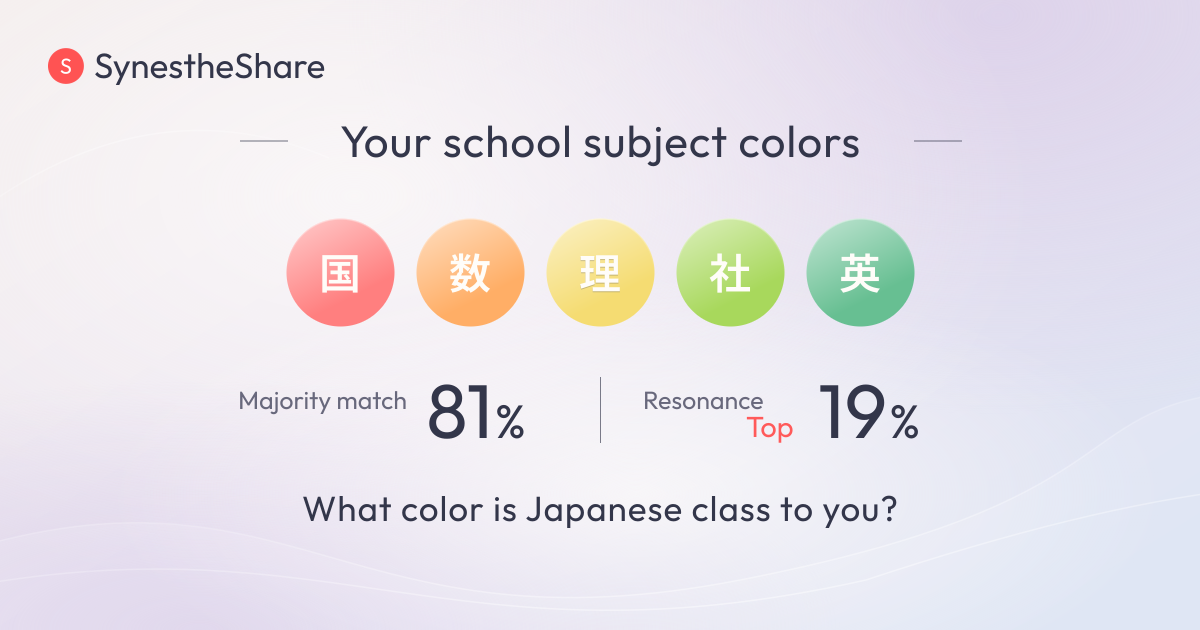 S SynestheShare
Your school subject colors
国 数 理 社 英
Majority match 81% Resonance Top 19%
What color is Japanese class to you?